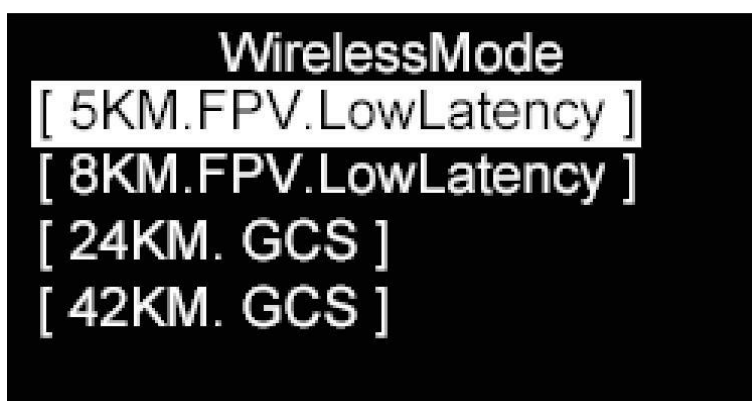 WirelessMode
[ 5KM.FPV.LowLatency ]
[ 8KM.FPV.LowLatency ]
[ 24KM. GCS ]
[ 42KM. GCS ]